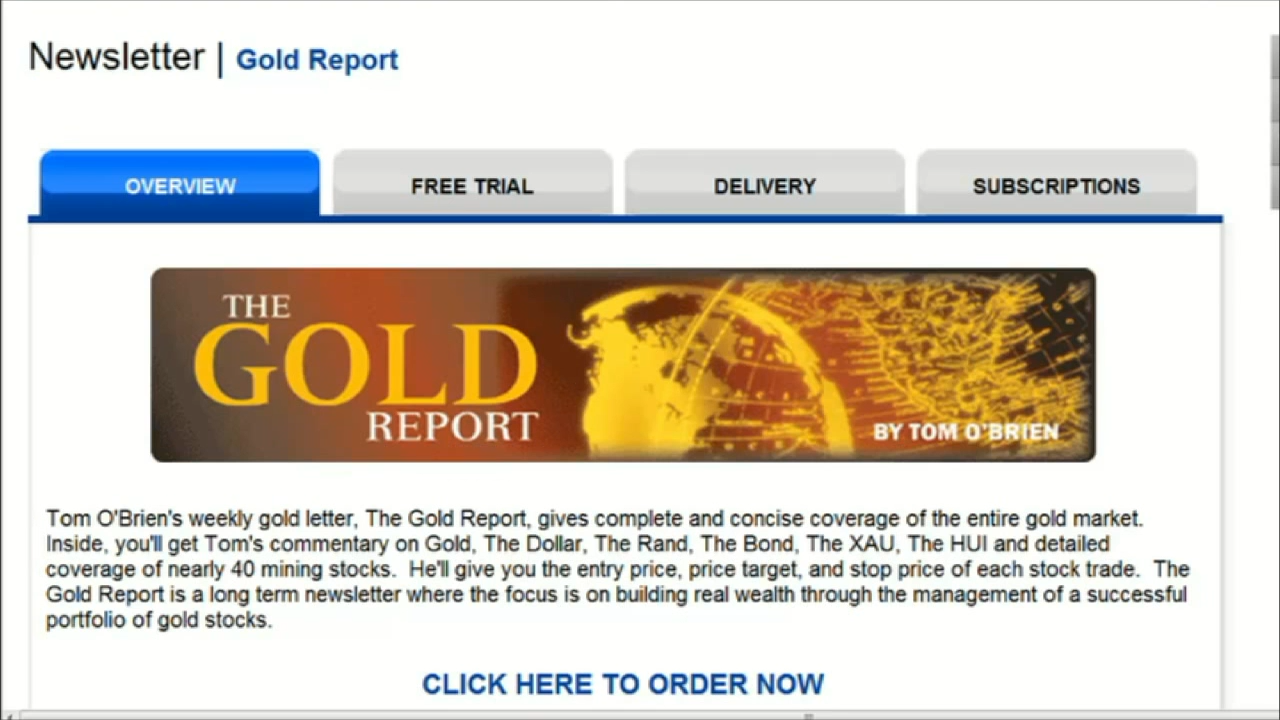 Newsletter | Gold Report
OVERVIEW
FREE TRIAL
DELIVERY
SUBSCRIPTIONS
THE
GOLD
REPORT
BY TOM O'BRIEN
Tom O'Brien's weekly gold letter, The Gold Report, gives complete and concise coverage of the entire gold market.
Inside, you'll get Tom's commentary on Gold, The Dollar, The Rand, The Bond, The XAU, The HUI and detailed
coverage of nearly 40 mining stocks.  He'll give you the entry price, price target, and stop price of each stock trade.  The
Gold Report is a long term newsletter where the focus is on building real wealth through the management of a successful
portfolio of gold stocks.
CLICK HERE TO ORDER NOW